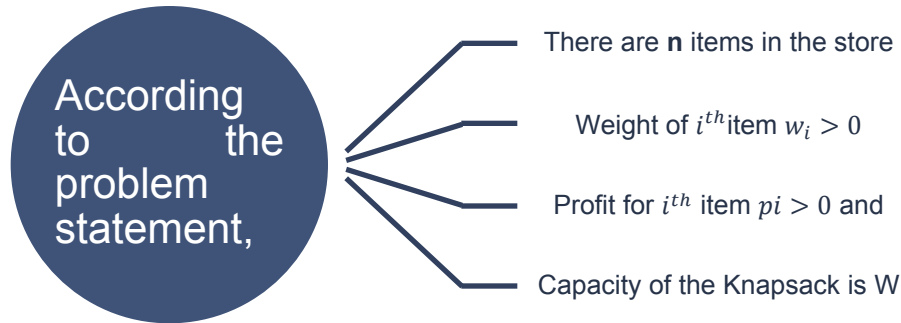 According
to the
problem
statement,
There are n items in the store
Weight of 𝑖𝑡ℎ item 𝑤𝑖 > 0
Profit for 𝑖𝑡ℎ item 𝑝𝑖 > 0 and
Capacity of the Knapsack is W